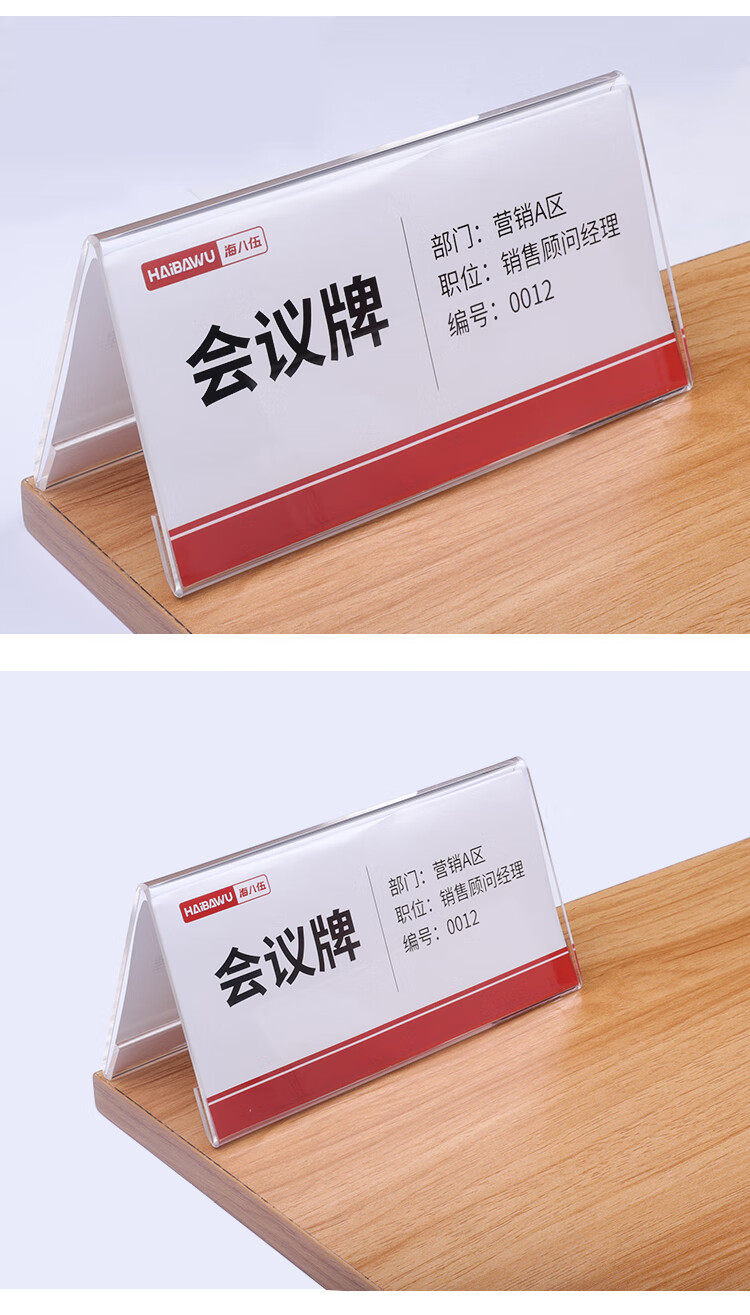 HAiBAWU 海八伍
会议牌
部门：营销A区
职位：销售顾问经理
编号：0012
HAiBAWU 海八伍
会议牌
部门：营销A区
职位：销售顾问经理
编号：0012